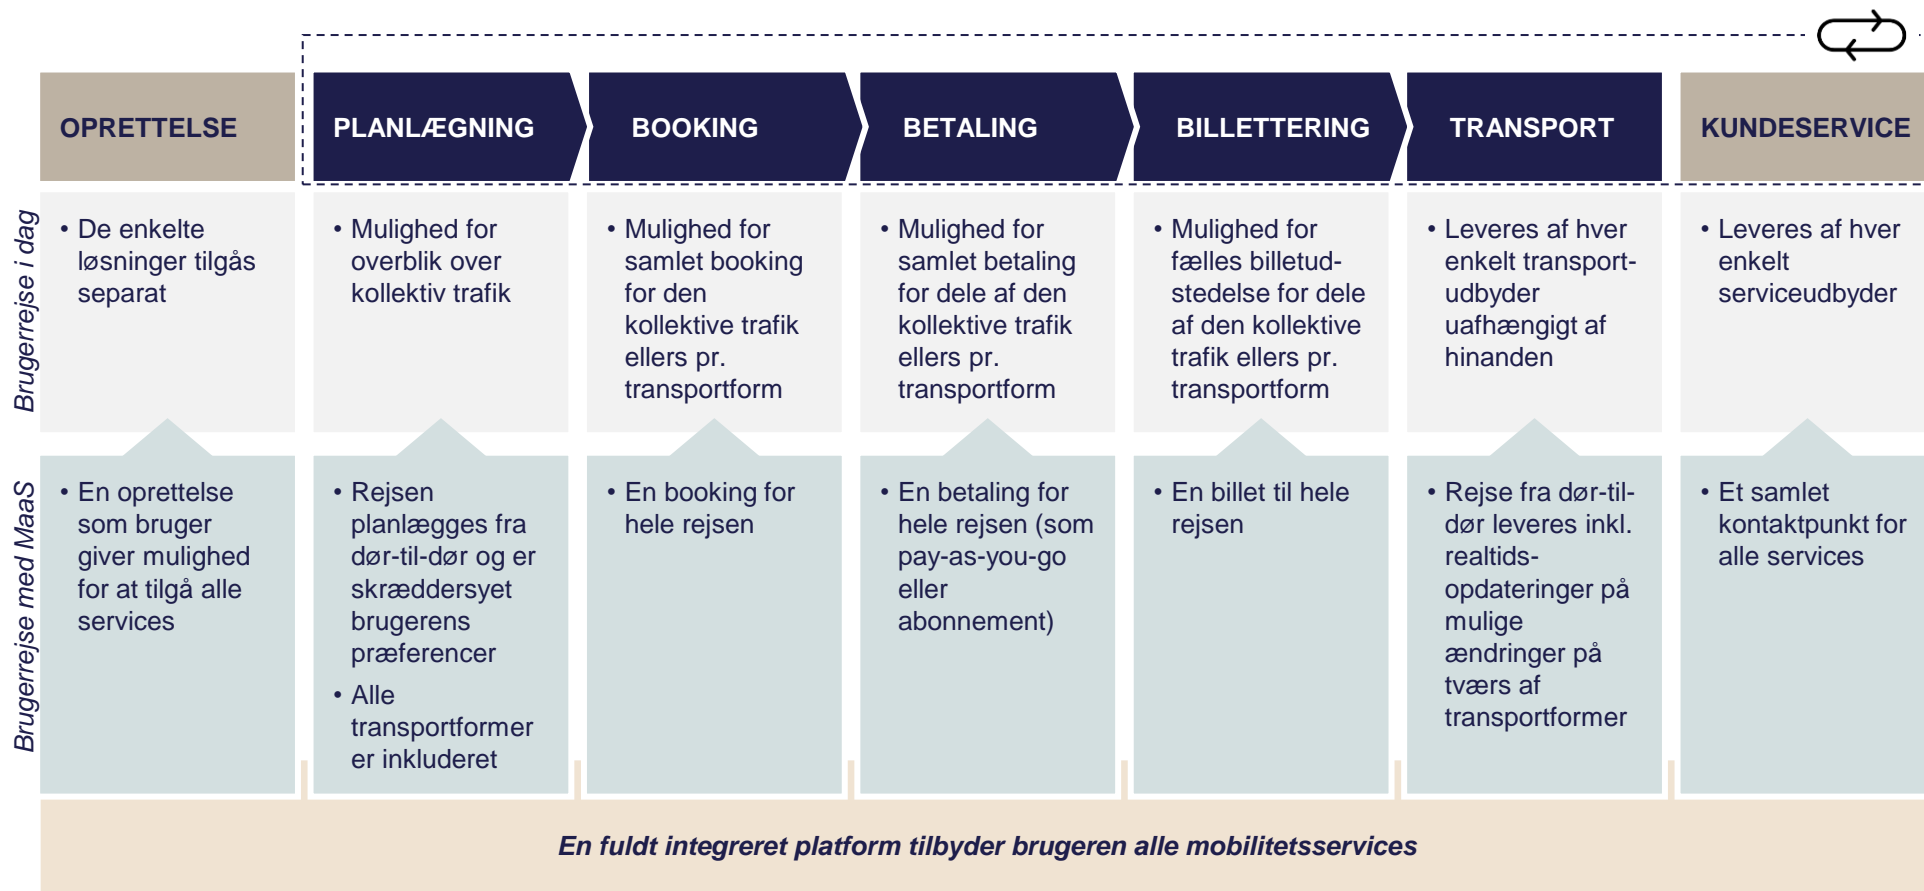 OPRETTELSE
PLANLÆGNING
BOOKING
BETALING
BILLETTERING
TRANSPORT
KUNDESERVICE
Brugerrejse i dag
• De enkelte
løsninger tilgås
separat
• Mulighed for
overblik over
kollektiv trafik
• Mulighed for
samlet booking
for den
kollektive trafik
ellers pr.
transportform
• Mulighed for
samlet betaling
for dele af den
kollektive trafik
ellers pr.
transportform
• Mulighed for
fælles billetud-
stedelse for dele
af den kollektive
trafik ellers pr.
transportform
• Leveres af hver
enkelt transport-
udbyder
uafhængigt af
hinanden
• Leveres af hver
enkelt
serviceudbyder
Brugerrejse med MaaS
• En oprettelse
som bruger
giver mulighed
for at tilgå alle
services
• Rejsen
planlægges fra
dør-til-dør og er
skræddersyet
brugerens
præferencer
• Alle
transportformer
er inkluderet
• En booking for
hele rejsen
• En betaling for
hele rejsen (som
pay-as-you-go
eller
abonnement)
• En billet til hele
rejsen
• Rejse fra dør-til-
dør leveres inkl.
realtids-
opdateringer på
mulige
ændringer på
tværs af
transportformer
• Et samlet
kontaktpunkt for
alle services
En fuldt integreret platform tilbyder brugeren alle mobilitetsservices